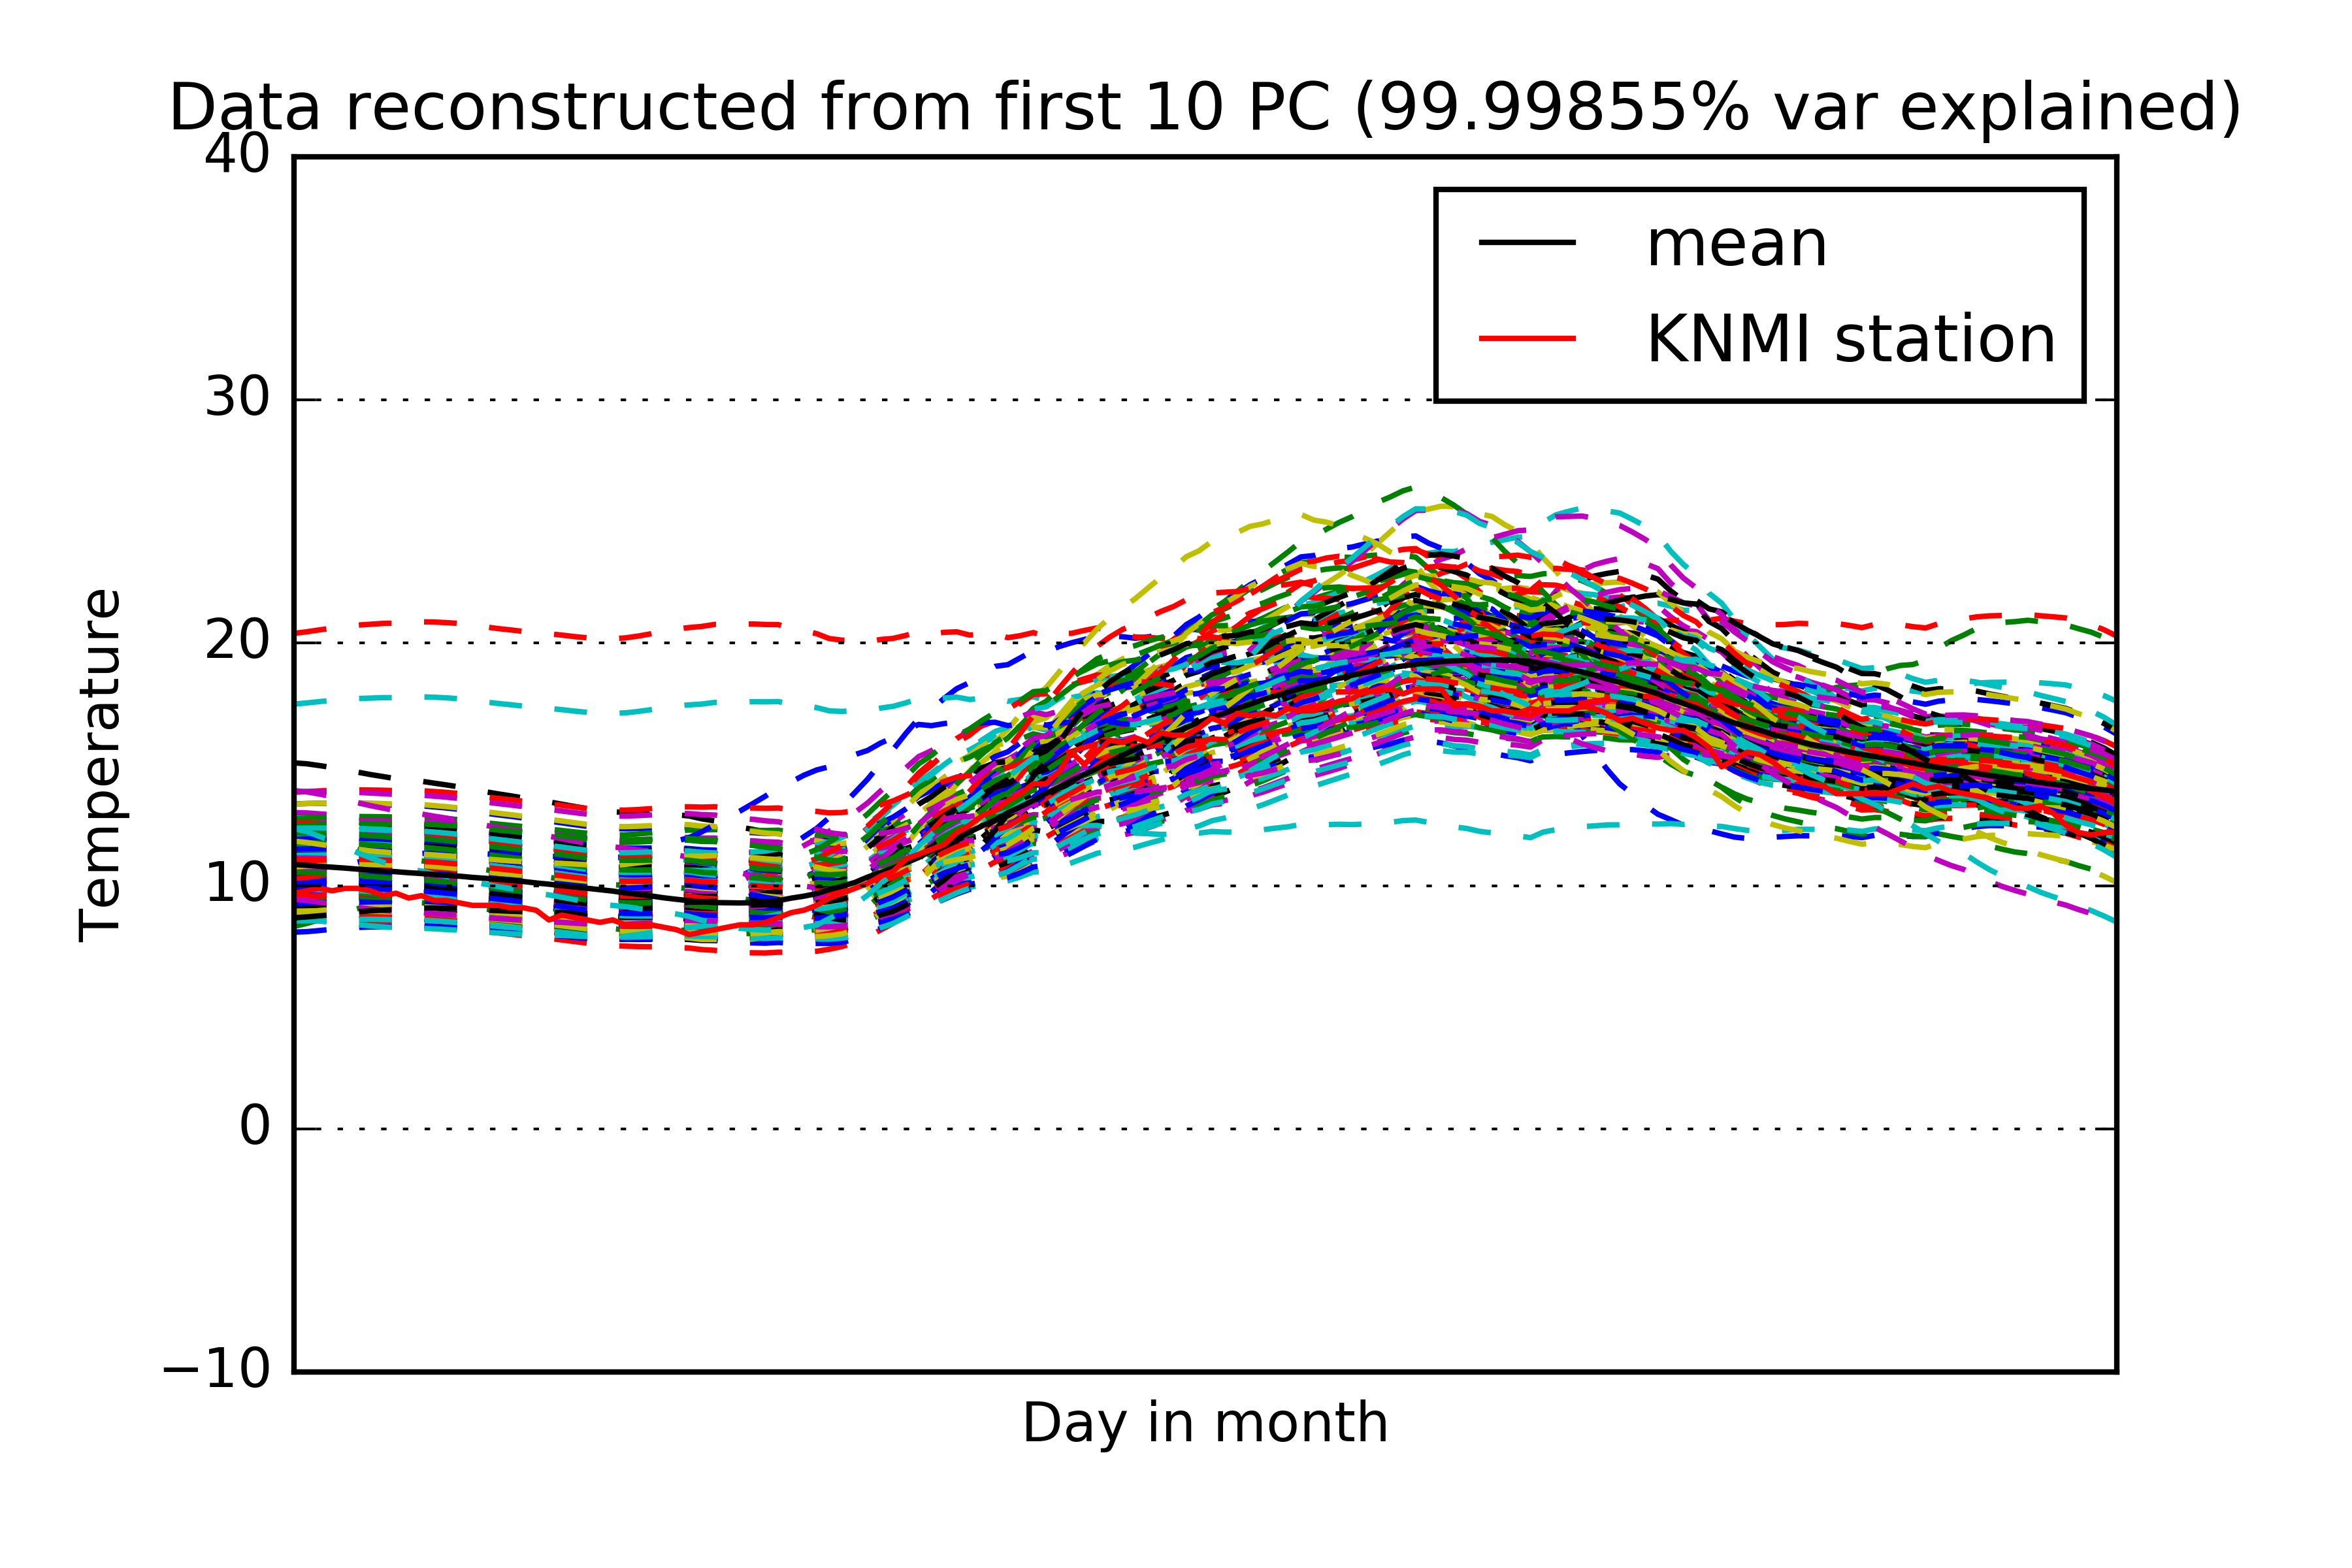 Data reconstructed from first 10 PC (99.99855% var explained)
40
30
20
10
0
−10
Temperature
mean
KNMI station
Day in month